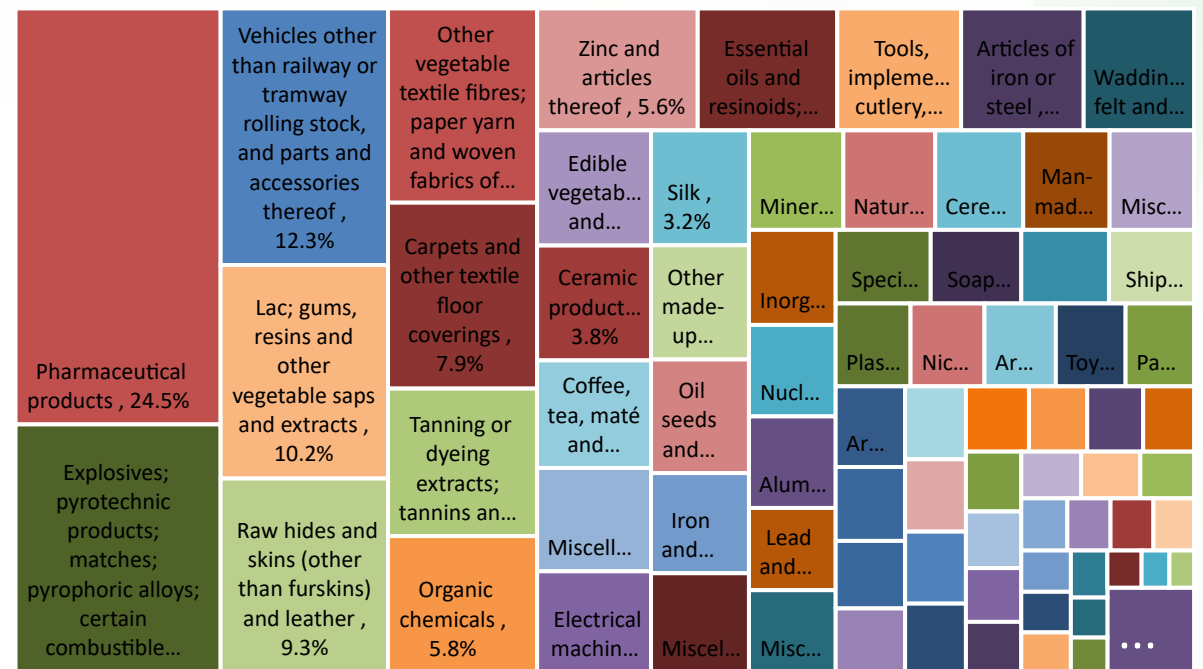 Pharmaceutical
products , 24.5%
Explosives;
pyrotechnic
products;
matches;
pyrophoric alloys;
certain
combustible...
Vehicles other
than railway or
tramway
rolling stock,
and parts and
accessories
thereof ,
12.3%
Lac; gums,
resins and
other
vegetable saps
and extracts ,
10.2%
Raw hides and
skins (other
than furskins)
and leather ,
9.3%
Other
vegetable
textile fibres;
paper yarn
and woven
fabrics of...
Carpets and
other textile
floor
coverings ,
7.9%
Tanning or
dyeing
extracts;
tannins an...
Organic
chemicals ,
5.8%
Zinc and
articles
thereof , 5.6%
Essential
oils and
resinoids;...
Tools,
impleme...
cutlery,...
Articles of
iron or
steel ,...
Waddin...
felt and...
Edible
vegetab...
and...
Silk ,
3.2%
Ceramic
product...
3.8%
Other
made-
up...
Coffee,
tea, maté
and...
Oil
seeds
and...
Miscell...
Iron
and...
Electrical
machin...
Miscel...
Miner...
Natur...
Cere...
Man-
mad...
Misc...
Inorg...
Speci...
Soap...
Ship...
Nucl...
Plas...
Nic...
Ar...
Toy...
Pa...
Alum...
Ar...
Lead
and...
Misc...
...